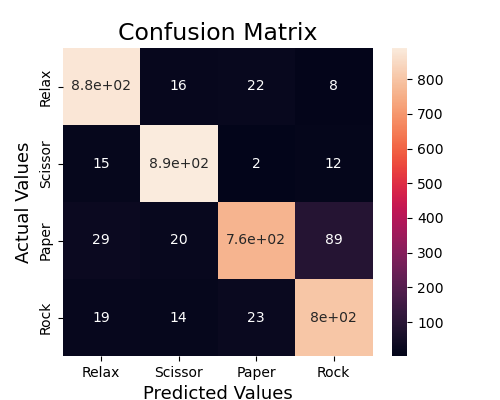 Confusion Matrix
Relax 8.8e+02 16 22 8
Scissor 15 8.9e+02 2 12
Paper 29 20 7.6e+02 89
Rock 19 14 23 8e+02
Relax Scissor Paper Rock
Predicted Values
Actual Values
800
700
600
500
400
300
200
100